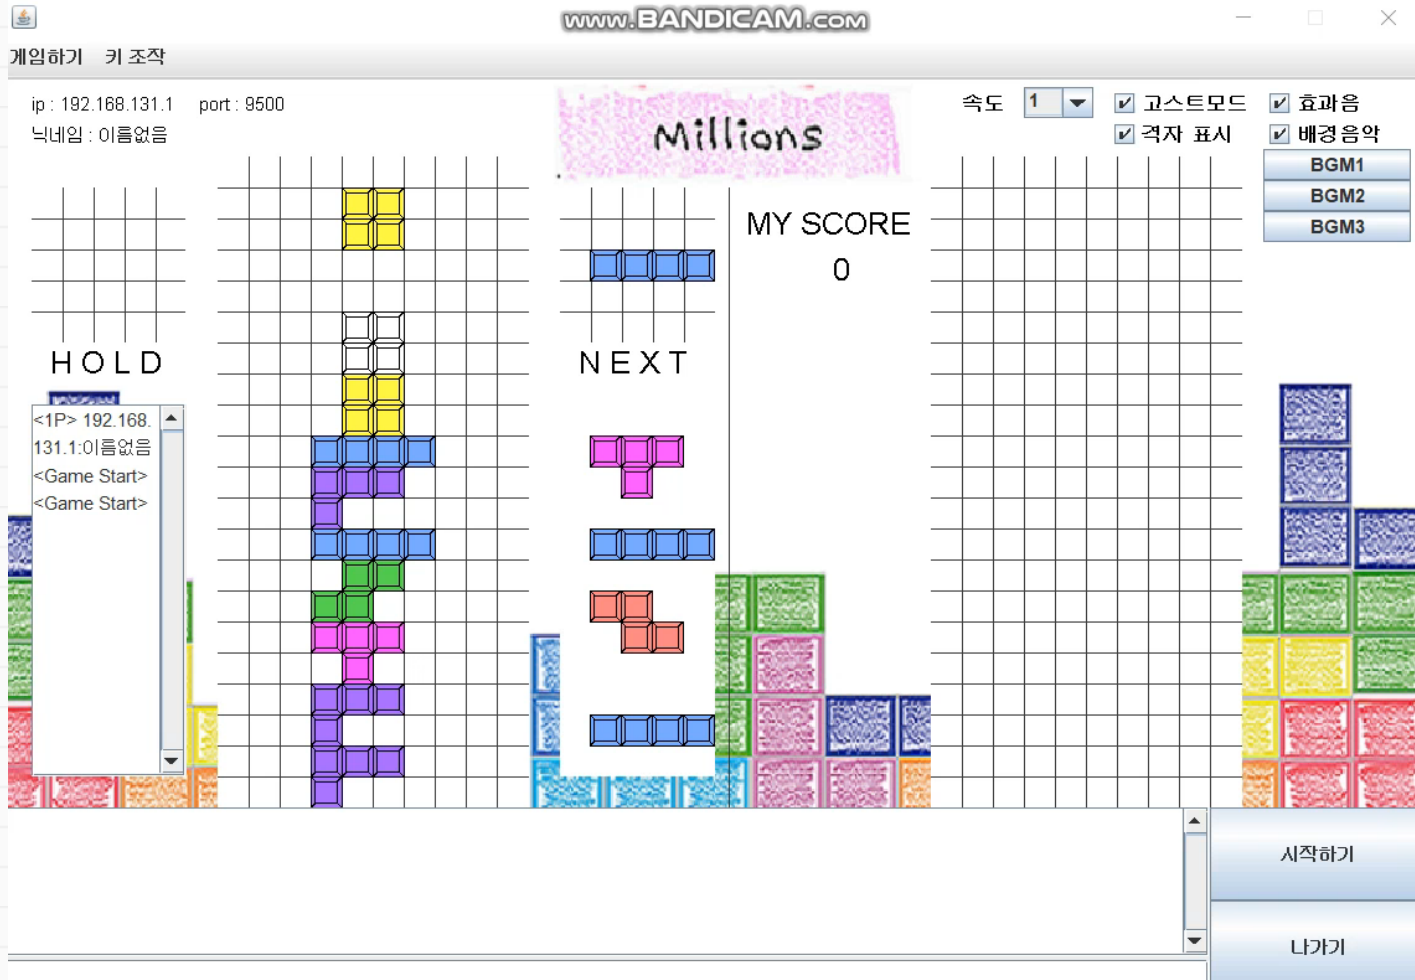 www.BANDICAM.com
게임하기 키 조작
ip : 192.168.131.1 port : 9500
닉네임 : 이름없음
Millions
속도 1
고스트모드
효과음
격자 표시
배경음악
BGM1
BGM2
BGM3
MY SCORE
0
HOLD
NEXT
<1P> 192.168.
131.1:이름없음
<Game Start>
<Game Start>
시작하기
나가기